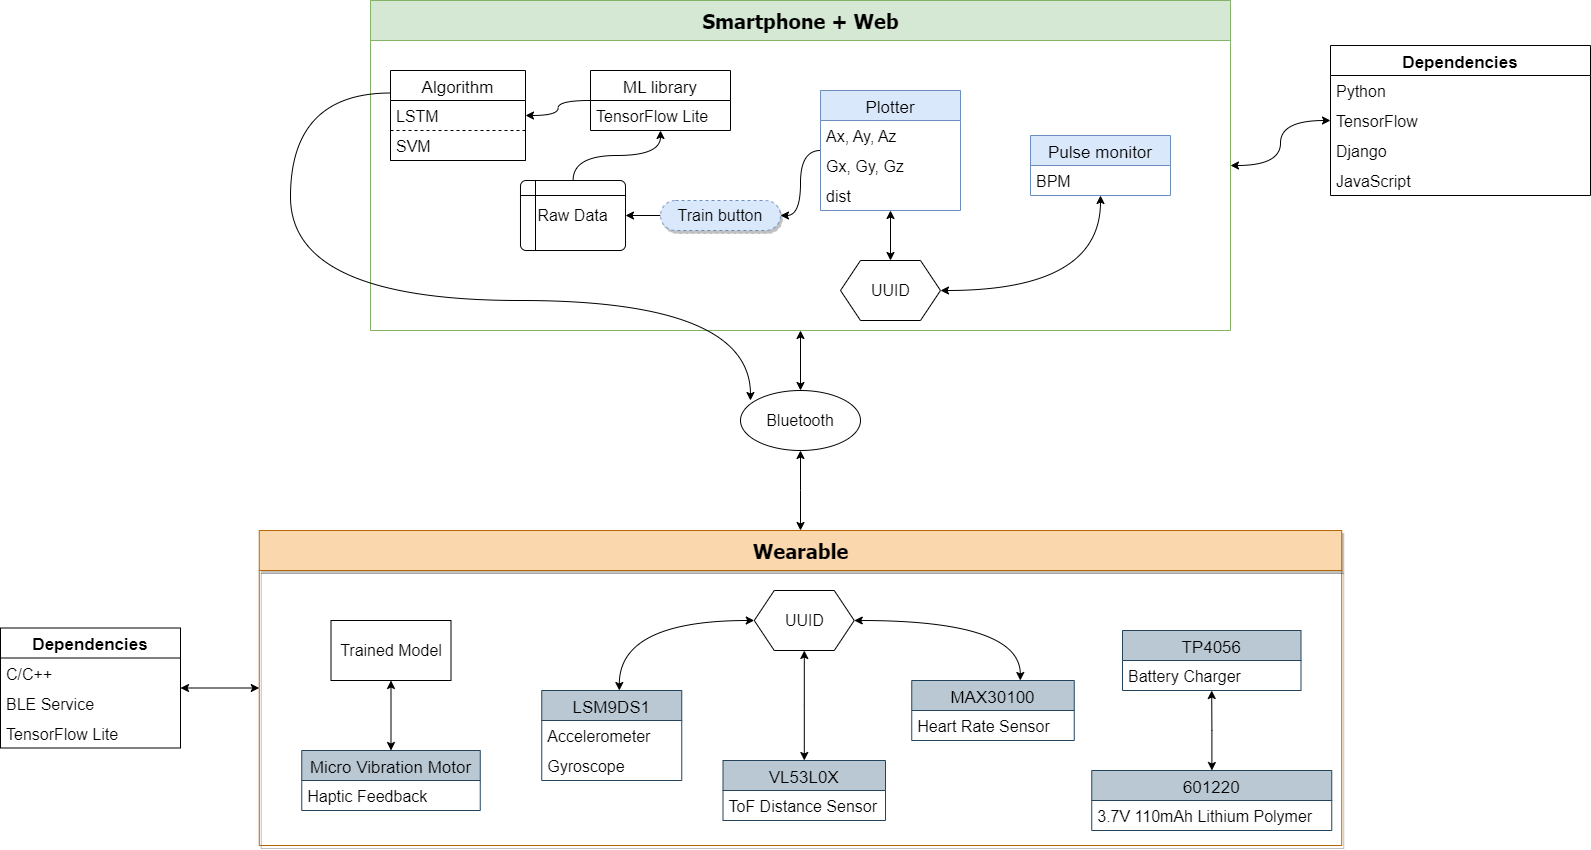 Smartphone + Web
Algorithm
LSTM
SVM
ML library
TensorFlow Lite
Raw Data
Train button
Plotter
Ax, Ay, Az
Gx, Gy, Gz
dist
Pulse monitor
BPM
UUID
Dependencies
Python
TensorFlow
Django
JavaScript
Bluetooth
Wearable
Dependencies
C/C++
BLE Service
TensorFlow Lite
Trained Model
Micro Vibration Motor
Haptic Feedback
UUID
LSM9DS1
Accelerometer
Gyroscope
VL53L0X
ToF Distance Sensor
MAX30100
Heart Rate Sensor
TP4056
Battery Charger
601220
3.7V 110mAh Lithium Polymer